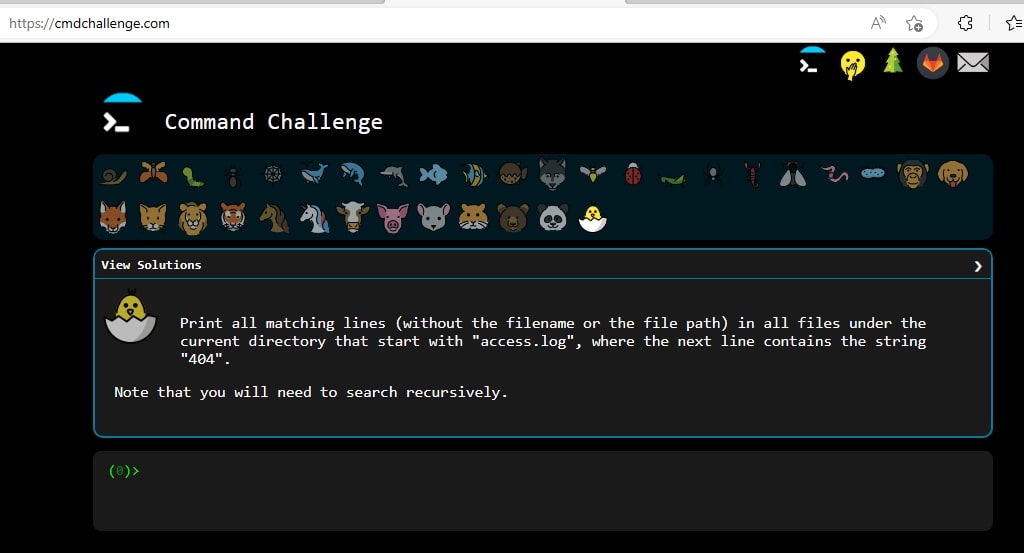 https://cmdchallenge.com
Command Challenge
View Solutions
Print all matching lines (without the filename or the file path) in all files under the
current directory that start with "access.log", where the next line contains the string
"404".
Note that you will need to search recursively.
(0)>